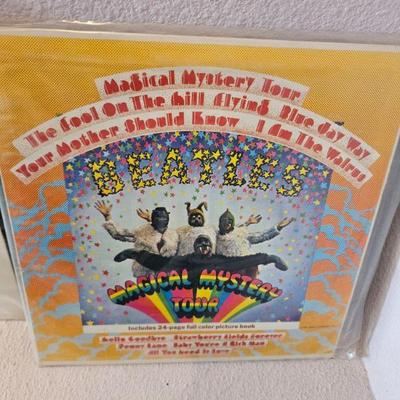 Magical Mystery Tour
The Fool On The Hill Flying Blue Jay Way
Your Mother Should Know I Am The Walrus
BEATLES
MAGICAL MYSTERY
TOUR
Includes 24-page full color picture book
Hello Goodbye Strawberry Fields Forever
Penny Lane Baby You're A Rich Man
All You Need Is Love